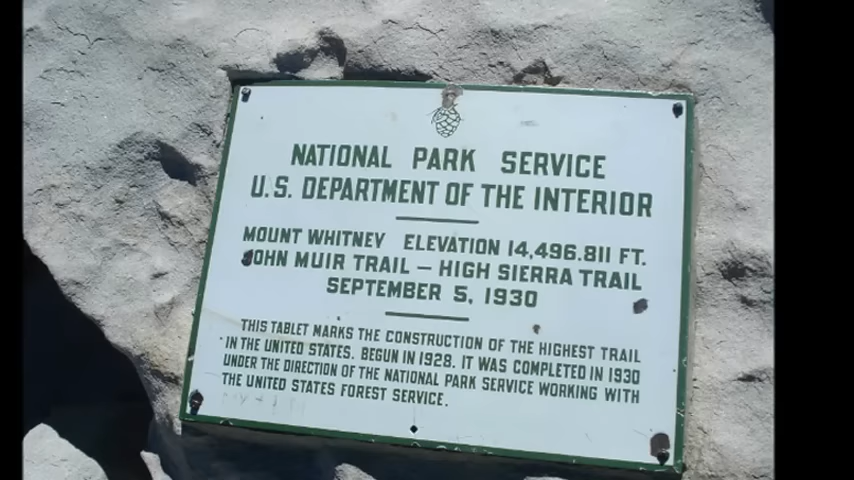 NATIONAL PARK SERVICE
U.S. DEPARTMENT OF THE INTERIOR
MOUNT WHITNEY ELEVATION 14,496.811 FT.
JOHN MUIR TRAIL — HIGH SIERRA TRAIL
SEPTEMBER 5, 1930
THIS TABLET MARKS THE CONSTRUCTION OF THE HIGHEST TRAIL
IN THE UNITED STATES. BEGUN IN 1928. IT WAS COMPLETED IN 1930
UNDER THE DIRECTION OF THE NATIONAL PARK SERVICE WORKING WITH
THE UNITED STATES FOREST SERVICE.